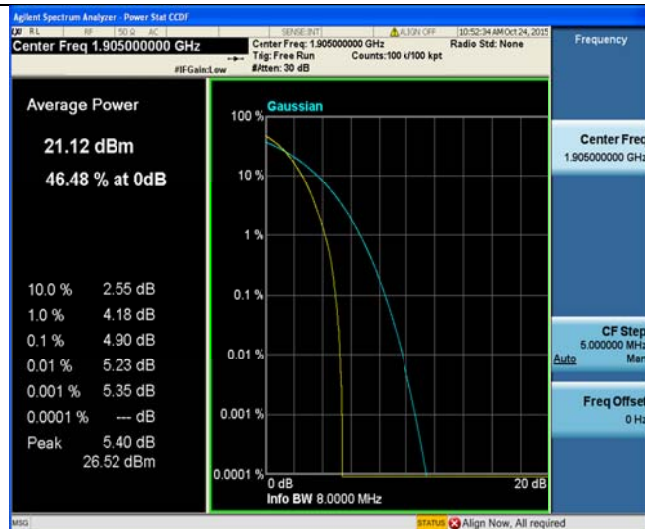 Agilent Spectrum Analyzer - Power Stat CCDF
RL RF 50 Ω AC SENSE:INT ALIGN OFF 10:52:34 AM Oct 24, 2015
Center Freq 1.905000000 GHz
Center Freq: 1.905000000 GHz
Radio Std: None
Trig: Free Run
Counts:100 k/100 kpt
#IFGain:Low
#Atten: 30 dB
Frequency
Average Power
21.12 dBm
46.48 % at 0dB
10.0 % 2.55 dB
1.0 % 4.18 dB
0.1 % 4.90 dB
0.01 % 5.23 dB
0.001 % 5.35 dB
0.0001 % --- dB
Peak 5.40 dB
26.52 dBm
Gaussian
100 %
10 %
1 %
0.1 %
0.01 %
0.001 %
0.0001 %
0 dB
20 dB
Info BW 8.0000 MHz
Center Freq
1.905000000 GHz
CF Step
5.000000 MHz
Auto Man
Freq Offset
0 Hz
MSG
STATUS Align Now, All required